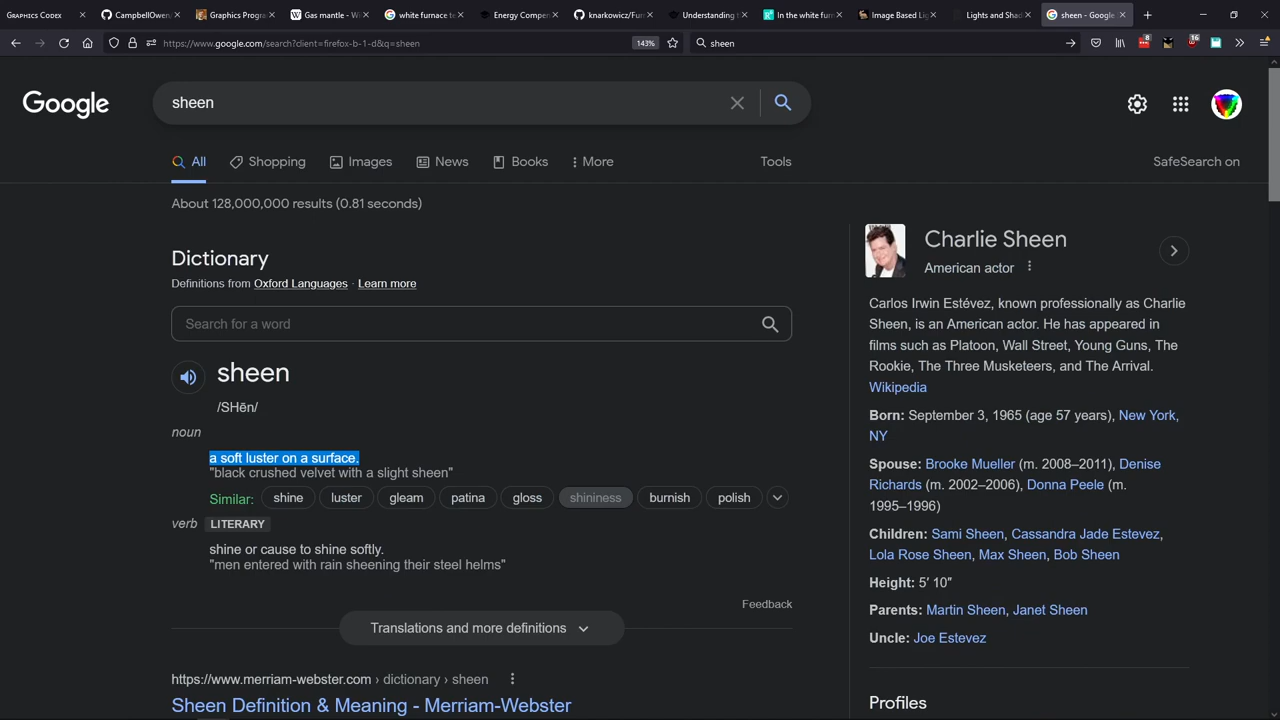 Graphics Codex
CampbellOwen/
Graphics Progra
Gas mantle - Wi
white furnace te
Energy Compen
knarkowicz/Fur
Understanding t
In the white furn
Image Based Lig
Lights and Shad
sheen - Google
https://www.google.com/search?client=firefox-b-1-d&q=sheen
143%
sheen
8
16
Google
sheen
All
Shopping
Images
News
Books
More
Tools
SafeSearch on
About 128,000,000 results (0.81 seconds)
Dictionary
Definitions from Oxford Languages · Learn more
Search for a word
sheen
/SHēn/
noun
a soft luster on a surface.
"black crushed velvet with a slight sheen"
Similar:
shine
luster
gleam
patina
gloss
shininess
burnish
polish
verb LITERARY
shine or cause to shine softly.
"men entered with rain sheening their steel helms"
Feedback
Translations and more definitions
https://www.merriam-webster.com › dictionary › sheen
Sheen Definition & Meaning - Merriam-Webster
Charlie Sheen
American actor
Carlos Irwin Estévez, known professionally as Charlie
Sheen, is an American actor. He has appeared in
films such as Platoon, Wall Street, Young Guns, The
Rookie, The Three Musketeers, and The Arrival.
Wikipedia
Born: September 3, 1965 (age 57 years), New York,
NY
Spouse: Brooke Mueller (m. 2008–2011), Denise
Richards (m. 2002–2006), Donna Peele (m.
1995–1996)
Children: Sami Sheen, Cassandra Jade Estevez,
Lola Rose Sheen, Max Sheen, Bob Sheen
Height: 5′ 10″
Parents: Martin Sheen, Janet Sheen
Uncle: Joe Estevez
Profiles